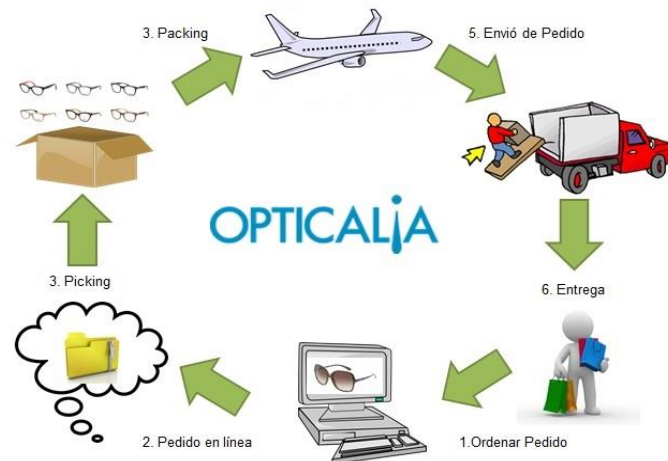 3. Packing
5. Envió de Pedido
OPTICALiA
3. Picking
6. Entrega
2. Pedido en línea
1.Ordenar Pedido